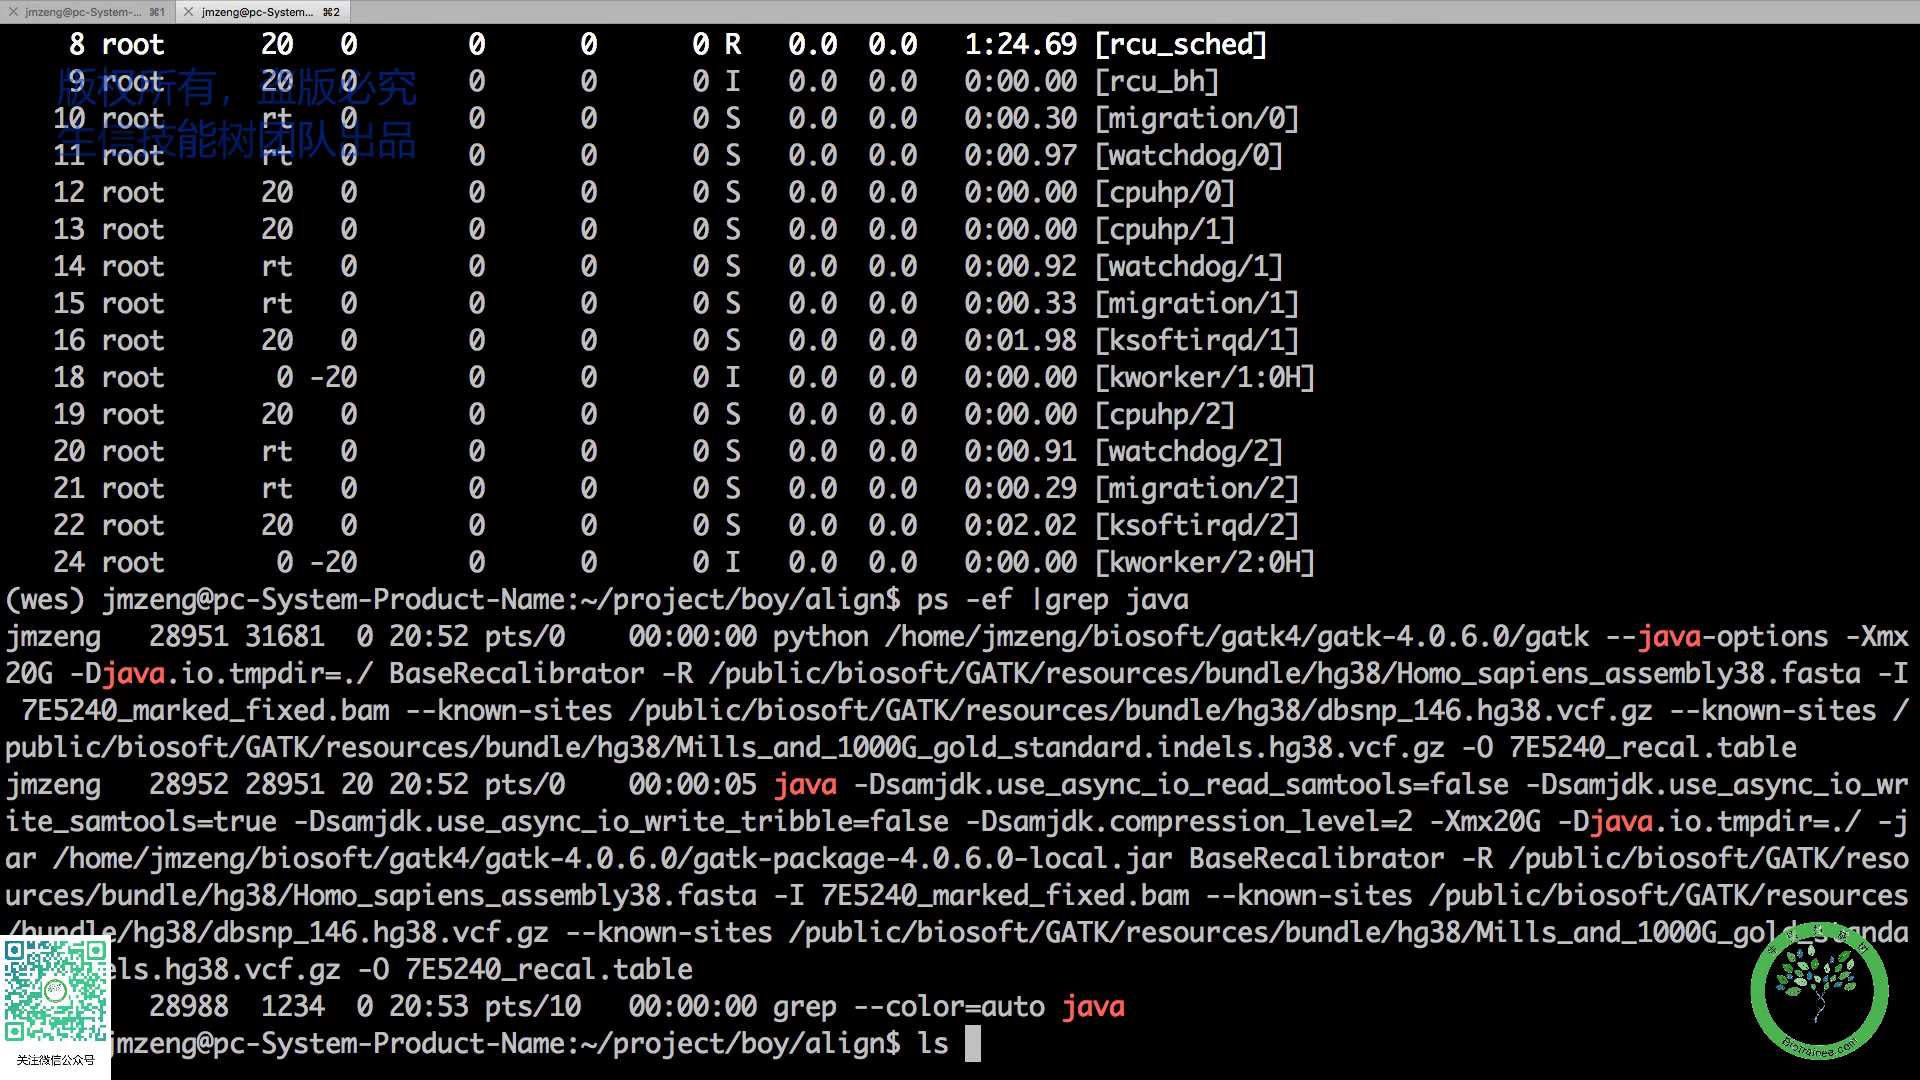 jmzeng@pc-System-... ⌘1 jmzeng@pc-System... ⌘2
8 root 20 0 0 0 0 R 0.0 0.0 1:24.69 [rcu_sched]
9 root 20 0 0 0 0 I 0.0 0.0 0:00.00 [rcu_bh]
版权所有，盗版必究
10 root rt 0 0 0 0 S 0.0 0.0 0:00.30 [migration/0]
生信技能树团队出品
11 root rt 0 0 0 0 S 0.0 0.0 0:00.97 [watchdog/0]
12 root 20 0 0 0 0 S 0.0 0.0 0:00.00 [cpuhp/0]
13 root 20 0 0 0 0 S 0.0 0.0 0:00.00 [cpuhp/1]
14 root rt 0 0 0 0 S 0.0 0.0 0:00.92 [watchdog/1]
15 root rt 0 0 0 0 S 0.0 0.0 0:00.33 [migration/1]
16 root 20 0 0 0 0 S 0.0 0.0 0:01.98 [ksoftirqd/1]
18 root 0 -20 0 0 0 I 0.0 0.0 0:00.00 [kworker/1:0H]
19 root 20 0 0 0 0 S 0.0 0.0 0:00.00 [cpuhp/2]
20 root rt 0 0 0 0 S 0.0 0.0 0:00.91 [watchdog/2]
21 root rt 0 0 0 0 S 0.0 0.0 0:00.29 [migration/2]
22 root 20 0 0 0 0 S 0.0 0.0 0:02.02 [ksoftirqd/2]
24 root 0 -20 0 0 0 I 0.0 0.0 0:00.00 [kworker/2:0H]
(wes) jmzeng@pc-System-Product-Name:~/project/boy/align$ ps -ef |grep java
jmzeng 28951 31681 0 20:52 pts/0 00:00:00 python /home/jmzeng/biosoft/gatk4/gatk-4.0.6.0/gatk --java-options -Xmx
20G -Djava.io.tmpdir=./ BaseRecalibrator -R /public/biosoft/GATK/resources/bundle/hg38/Homo_sapiens_assembly38.fasta -I
7E5240_marked_fixed.bam --known-sites /public/biosoft/GATK/resources/bundle/hg38/dbsnp_146.hg38.vcf.gz --known-sites /
public/biosoft/GATK/resources/bundle/hg38/Mills_and_1000G_gold_standard.indels.hg38.vcf.gz -O 7E5240_recal.table
jmzeng 28952 28951 20 20:52 pts/0 00:00:05 java -Dsamjdk.use_async_io_read_samtools=false -Dsamjdk.use_async_io_wr
ite_samtools=true -Dsamjdk.use_async_io_write_tribble=false -Dsamjdk.compression_level=2 -Xmx20G -Djava.io.tmpdir=./ -j
ar /home/jmzeng/biosoft/gatk4/gatk-4.0.6.0/gatk-package-4.0.6.0-local.jar BaseRecalibrator -R /public/biosoft/GATK/reso
urces/bundle/hg38/Homo_sapiens_assembly38.fasta -I 7E5240_marked_fixed.bam --known-sites /public/biosoft/GATK/resources
/bundle/hg38/dbsnp_146.hg38.vcf.gz --known-sites /public/biosoft/GATK/resources/bundle/hg38/Mills_and_1000G_gold_standa
els.hg38.vcf.gz -O 7E5240_recal.table
28988 1234 0 20:53 pts/10 00:00:00 grep --color=auto java
jmzeng@pc-System-Product-Name:~/project/boy/align$ ls
关注微信公众号
Biotrainee.com